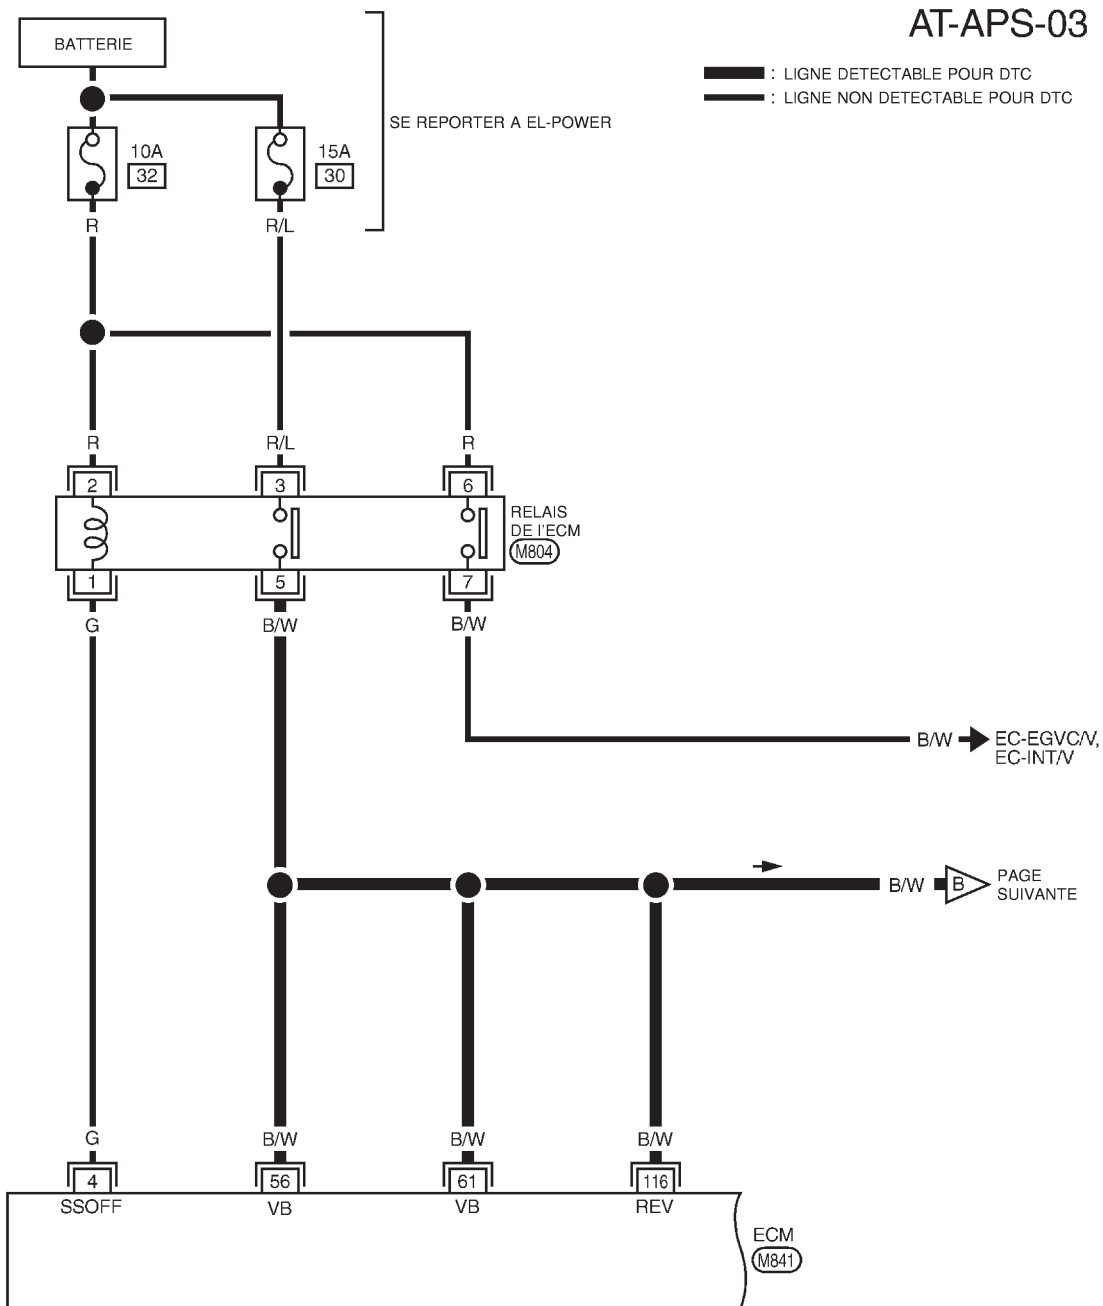 AT-APS-03
BATTERIE
: LIGNE DETECTABLE POUR DTC
: LIGNE NON DETECTABLE POUR DTC
SE REPORTER A EL-POWER
10A
32
15A
30
R
R/L
R
R/L
R
2
3
6
RELAIS
DE l'ECM
M804
1
5
7
G
B/W
B/W
B/W
EC-EGVC/V,
EC-INT/V
B/W
B
PAGE
SUIVANTE
G
B/W
B/W
B/W
4
56
61
116
SSOFF
VB
VB
REV
ECM
M841